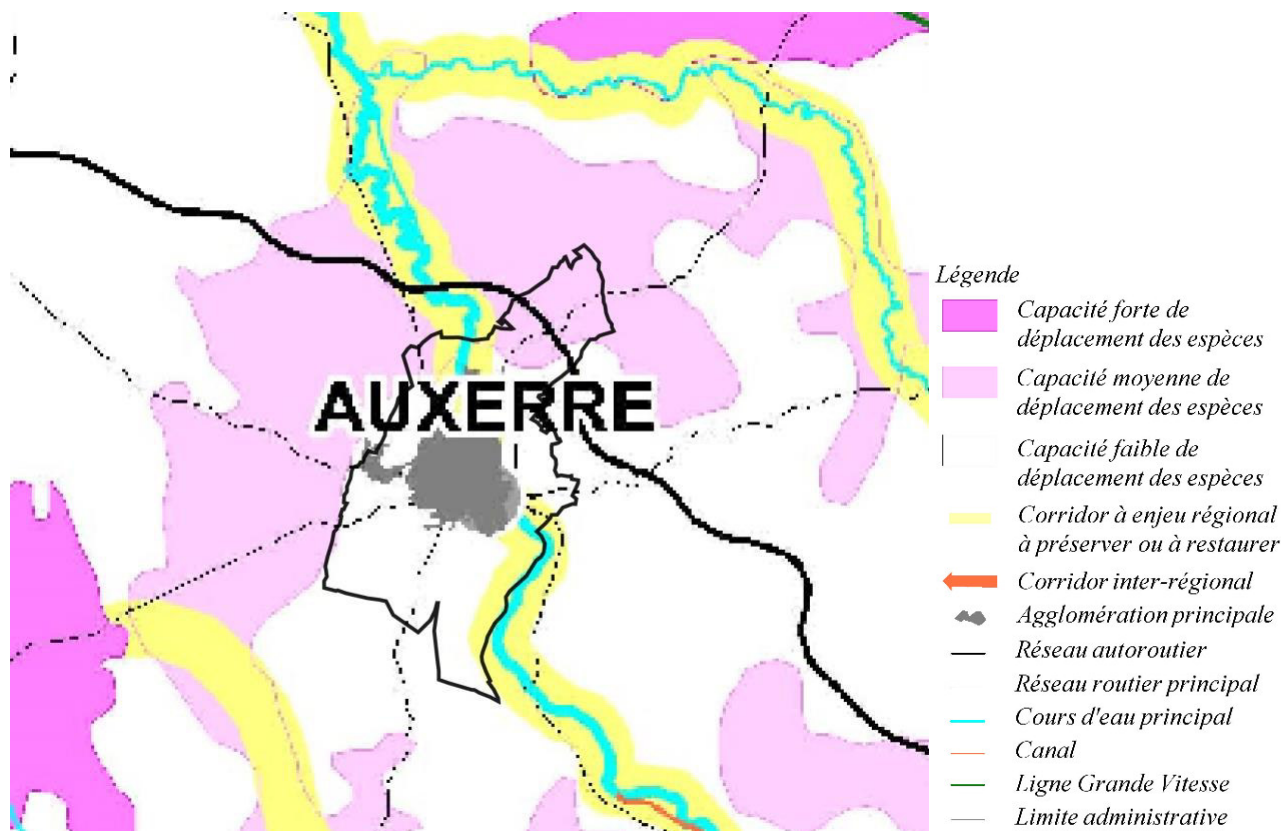 AUXERRE
Légende
Capacité forte de
déplacement des espèces
Capacité moyenne de
déplacement des espèces
Capacité faible de
déplacement des espèces
Corridor à enjeu régional
à préserver ou à restaurer
Corridor inter-régional
Agglomération principale
Réseau autoroutier
Réseau routier principal
Cours d'eau principal
Canal
Ligne Grande Vitesse
Limite administrative